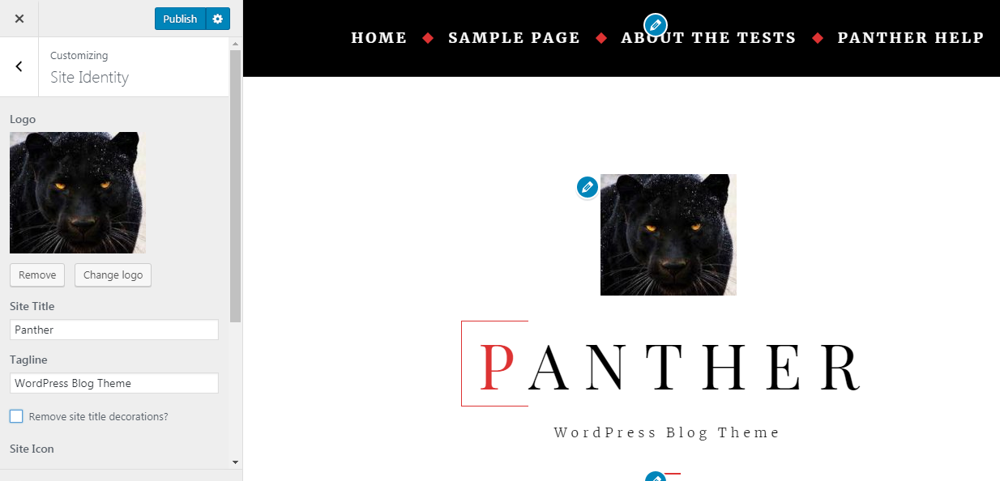 Publish
Customizing
Site Identity
Logo
Remove
Change logo
Site Title
Panther
Tagline
WordPress Blog Theme
Remove site title decorations?
Site Icon
HOME ◆ SAMPLE PAGE ◆ ABOUT THE TESTS ◆ PANTHER HELP
PANTHER
WordPress Blog Theme